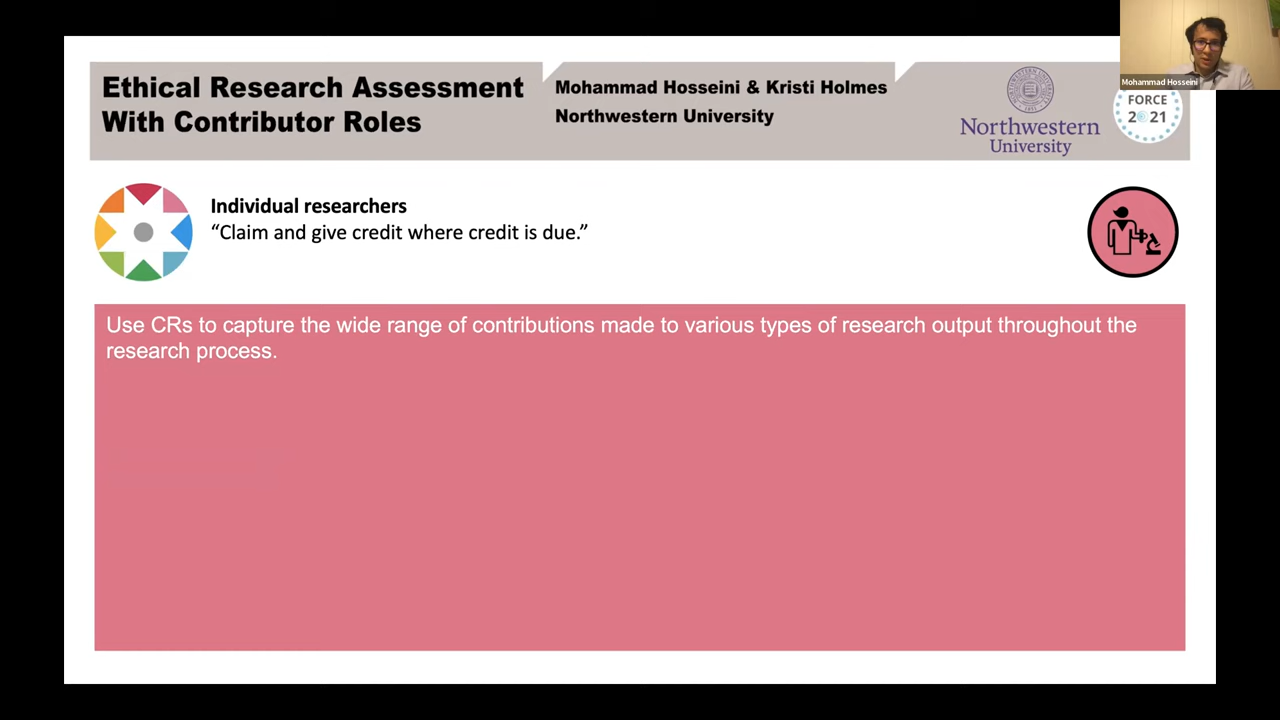 Ethical Research Assessment
With Contributor Roles
Mohammad Hosseini & Kristi Holmes
Northwestern University
Northwestern
University
FORCE
2021
Mohammad Hosseini
Individual researchers
“Claim and give credit where credit is due.”
Use CRs to capture the wide range of contributions made to various types of research output throughout the
research process.